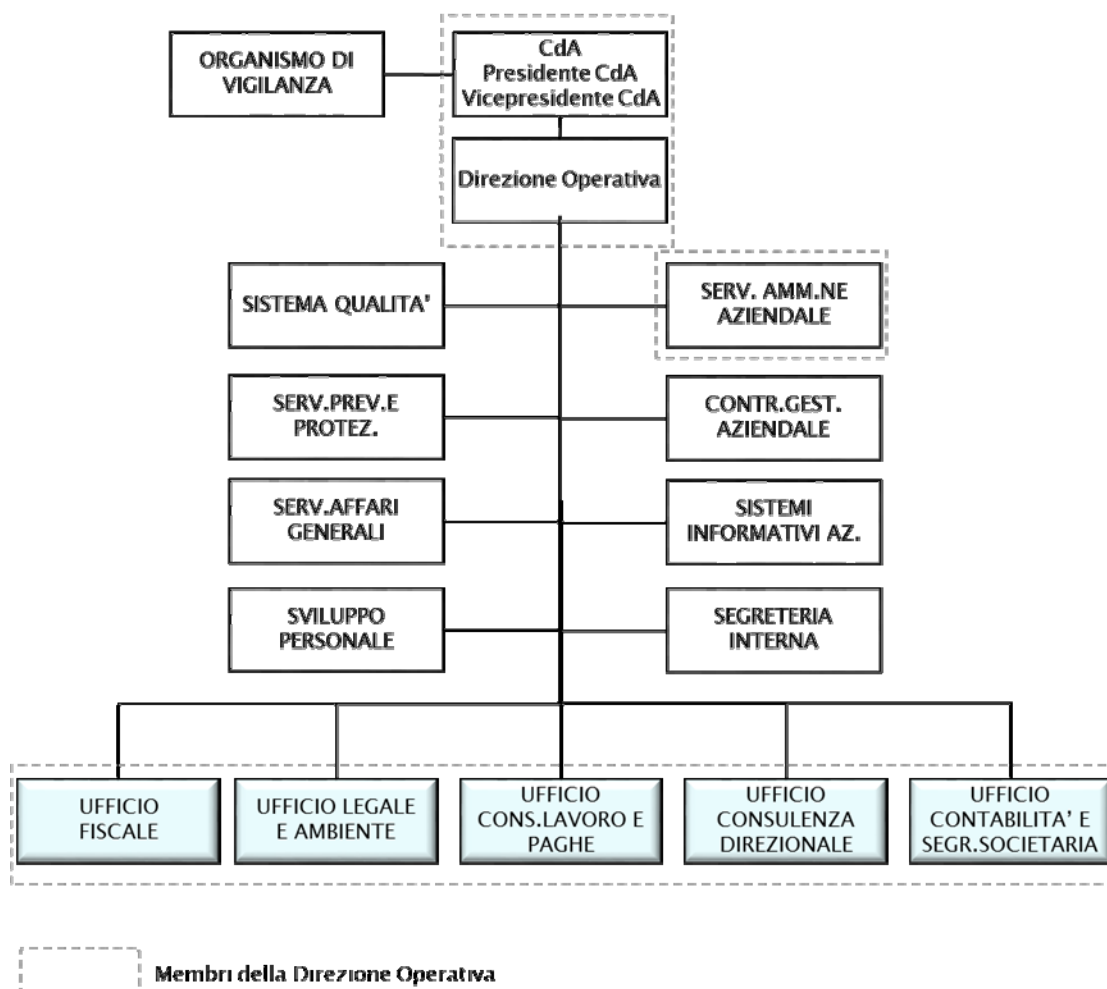 ORGANISMO DI
VIGILANZA
CdA
Presidente CdA
Vicepresidente CdA
Direzione Operativa
SISTEMA QUALITA'
SERV. AMM.NE
AZIENDALE
SERV.PREV.E
PROTEZ.
CONTR.GEST.
AZIENDALE
SERV.AFFARI
GENERALI
SISTEMI
INFORMATIVI AZ.
SVILUPPO
PERSONALE
SEGRETERIA
INTERNA
UFFICIO
FISCALE
UFFICIO LEGALE
E AMBIENTE
UFFICIO
CONS.LAVORO E
PAGHE
UFFICIO
CONSULENZA
DIREZIONALE
UFFICIO
CONTABILITA' E
SEGR.SOCIETARIA
Membri della Direzione Operativa